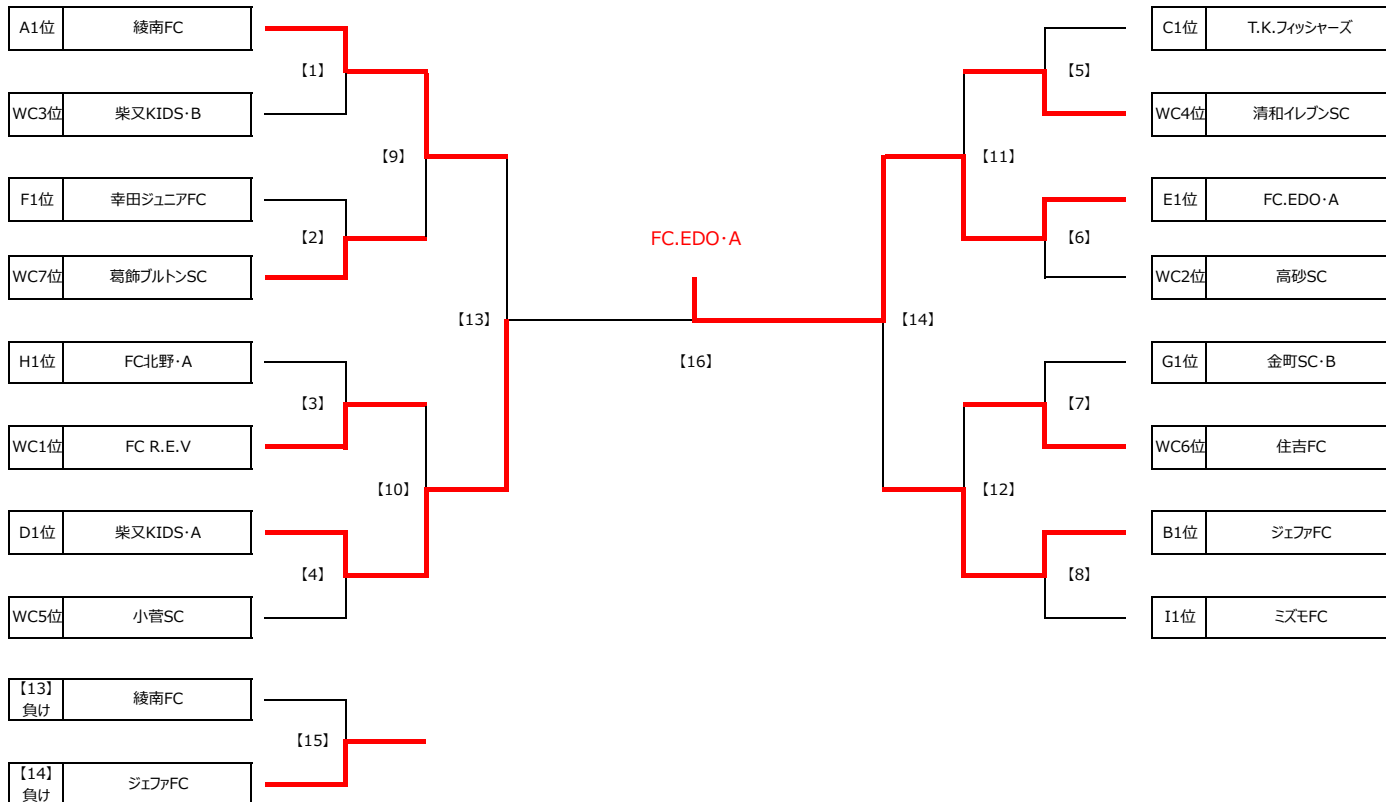 A1位 綾南FC
【1】
WC3位 柴又KIDS・B
【9】
F1位 幸田ジュニアFC
【2】
WC7位 葛飾ブルトンSC
【13】
H1位 FC北野・A
【3】
WC1位 FC R.E.V
【10】
D1位 柴又KIDS・A
【4】
WC5位 小菅SC
【13】
負け
綾南FC
【15】
【14】
負け
ジェファFC
FC.EDO・A
【16】
C1位 T.K.フィッシャーズ
【5】
WC4位 清和イレブンSC
【11】
E1位 FC.EDO・A
【6】
WC2位 高砂SC
【14】
G1位 金町SC・B
【7】
WC6位 住吉FC
【12】
B1位 ジェファFC
【8】
I1位 ミズモFC